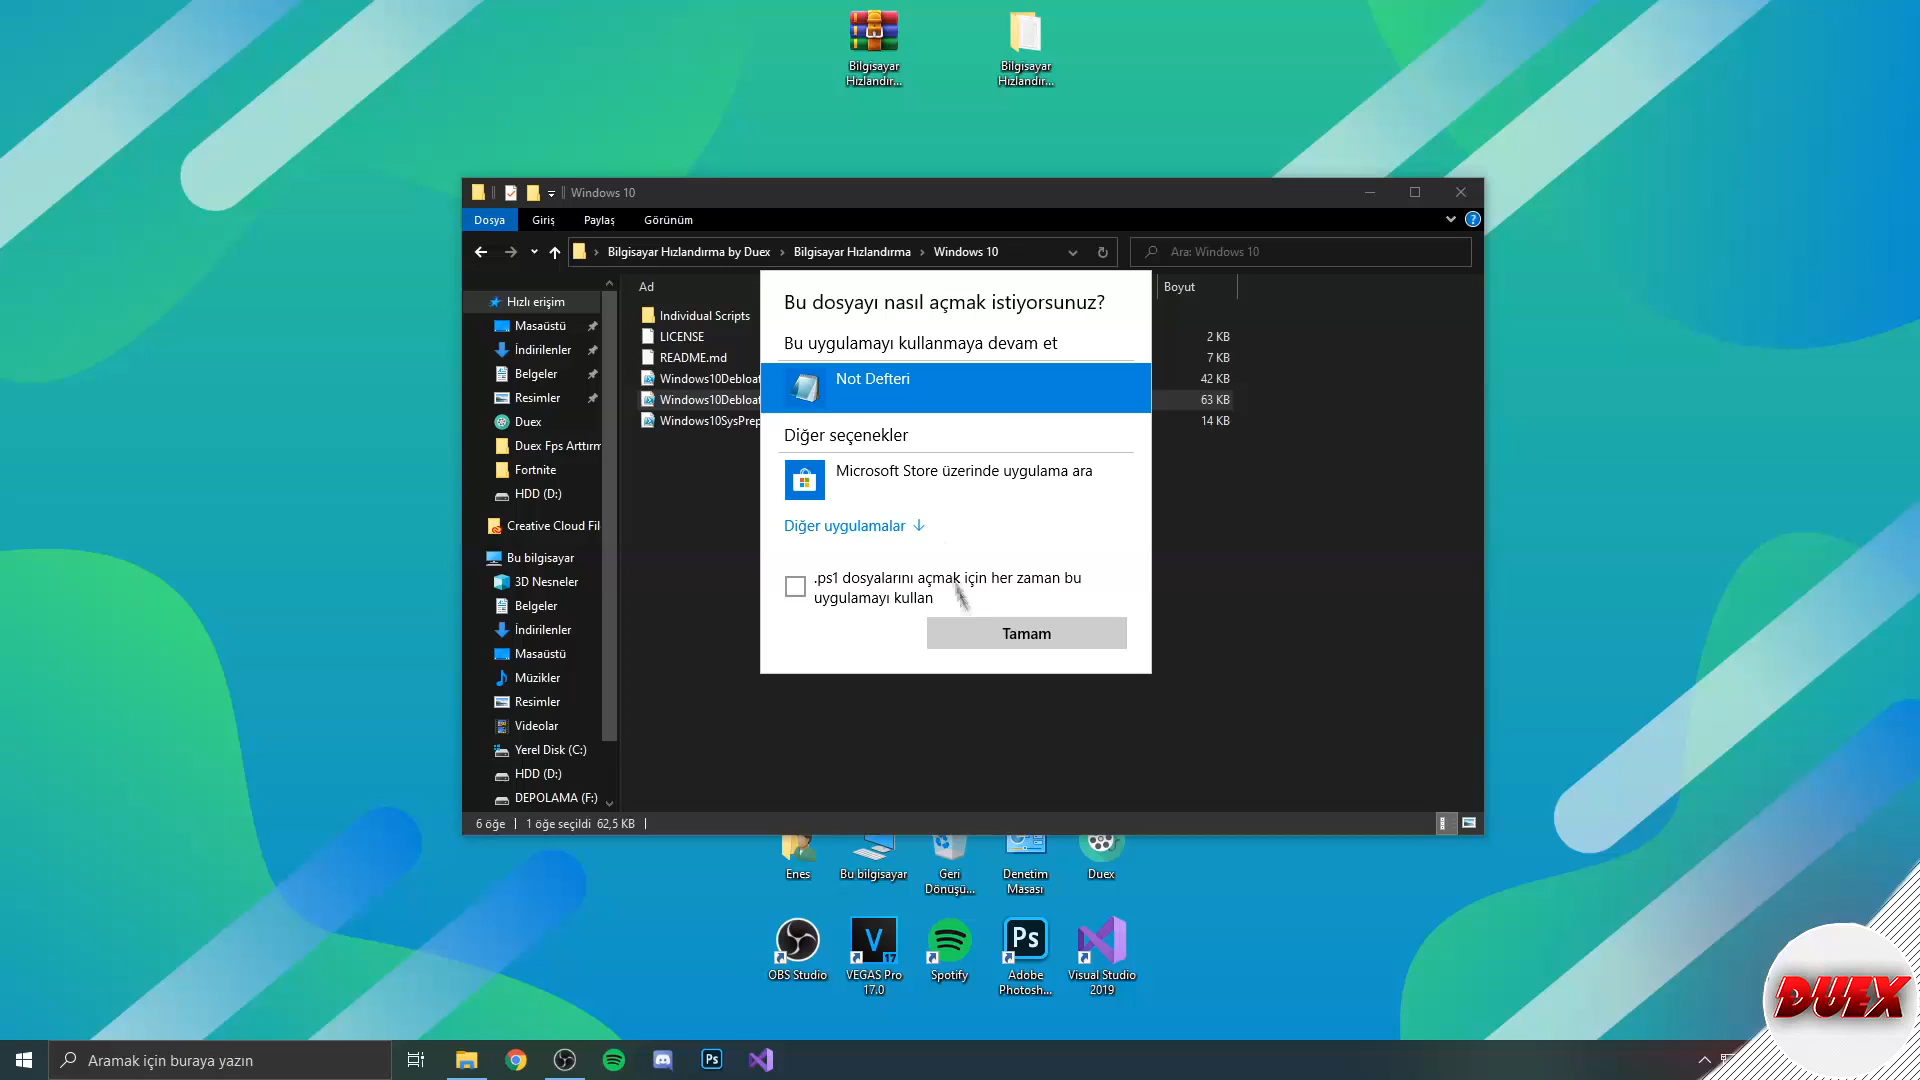 Bilgisayar
Hızlandır...
Bilgisayar
Hızlandır...
Windows 10
Dosya
Giriş
Paylaş
Görünüm
Bilgisayar Hızlandırma by Duex
Bilgisayar Hızlandırma
Windows 10
Ara: Windows 10
Ad
Boyut
Hızlı erişim
Masaüstü
İndirilenler
Belgeler
Resimler
Duex
Duex Fps Arttırm
Fortnite
HDD (D:)
Creative Cloud Fil
Bu bilgisayar
3D Nesneler
Belgeler
İndirilenler
Masaüstü
Müzikler
Resimler
Videolar
Yerel Disk (C:)
HDD (D:)
DEPOLAMA (F:)
Individual Scripts
LICENSE
2 KB
README.md
7 KB
Windows10Debloat
42 KB
Windows10Debloat
63 KB
Windows10SysPrep
14 KB
Bu dosyayı nasıl açmak istiyorsunuz?
Bu uygulamayı kullanmaya devam et
Not Defteri
Diğer seçenekler
Microsoft Store üzerinde uygulama ara
Diğer uygulamalar
.ps1 dosyalarını açmak için her zaman bu
uygulamayı kullan
Tamam
6 öğe
1 öğe seçildi 62,5 KB
Enes
Bu bilgisayar
Geri
Dönüşü...
Denetim
Masası
Duex
OBS Studio
VEGAS Pro
17.0
Spotify
Adobe
Photosh...
Visual Studio
2019
DUEX
Aramak için buraya yazın